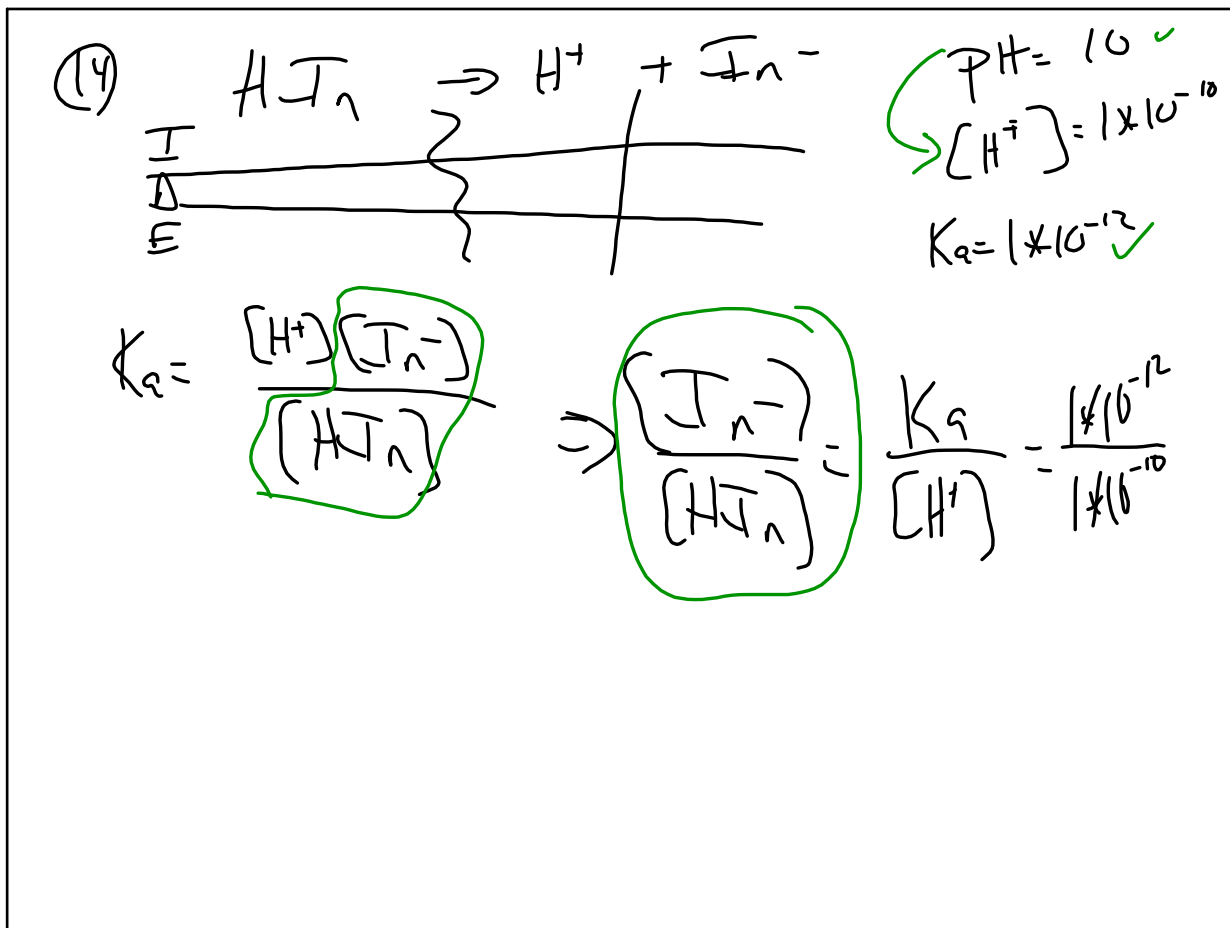 (14) HIn → H⁺ + In⁻
I
Δ
E
pH = 10 ✓
[H⁺] = 1*10⁻¹⁰
Ka = 1*10⁻¹² ✓
Ka = [H⁺][In⁻] / [HIn] ⇒ [In⁻] / [HIn] = Ka / [H⁺] = 1*10⁻¹² / 1*10⁻¹⁰